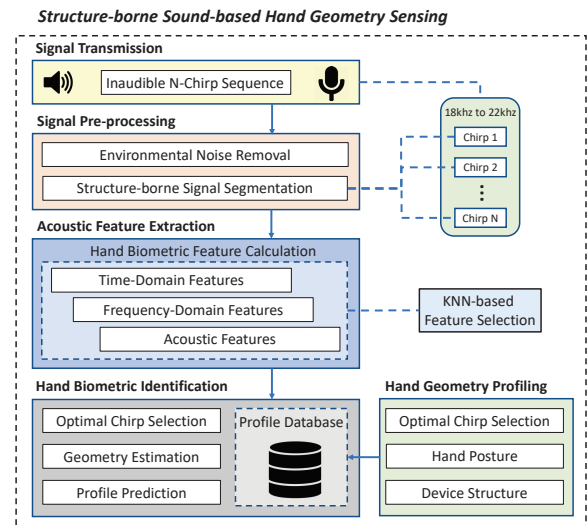 Structure-borne Sound-based Hand Geometry Sensing
Signal Transmission
Inaudible N-Chirp Sequence
18khz to 22khz
Chirp 1
Chirp 2
Chirp N
Signal Pre-processing
Environmental Noise Removal
Structure-borne Signal Segmentation
Acoustic Feature Extraction
Hand Biometric Feature Calculation
Time-Domain Features
Frequency-Domain Features
Acoustic Features
KNN-based
Feature Selection
Hand Biometric Identification
Optimal Chirp Selection
Geometry Estimation
Profile Prediction
Profile Database
Hand Geometry Profiling
Optimal Chirp Selection
Hand Posture
Device Structure